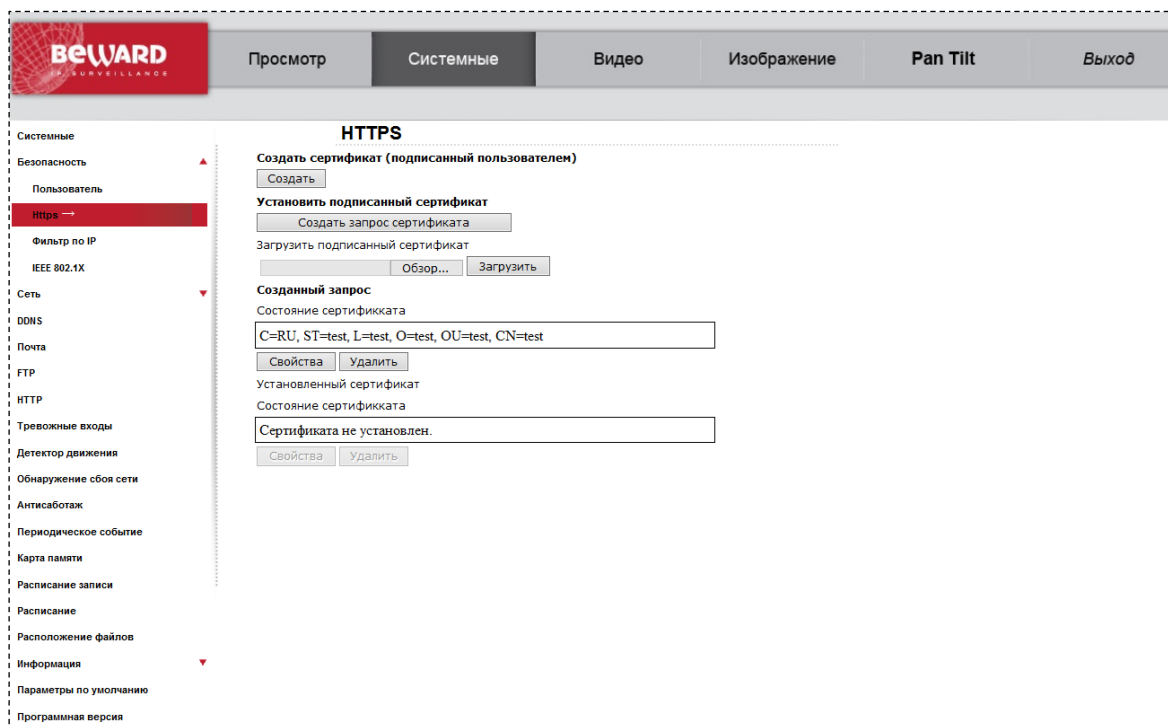 BEWARD
IP SURVEILLANCE
Просмотр
Системные
Видео
Изображение
Pan Tilt
Выход
Системные
Безопасность
Пользователь
Https →
Фильтр по IP
IEEE 802.1X
Сеть
DDNS
Почта
FTP
HTTP
Тревожные входы
Детектор движения
Обнаружение сбоя сети
Антисаботаж
Периодическое событие
Карта памяти
Расписание записи
Расписание
Расположение файлов
Информация
Параметры по умолчанию
Программная версия
HTTPS
Создать сертификат (подписанный пользователем)
Создать
Установить подписанный сертификат
Создать запрос сертификата
Загрузить подписанный сертификат
Обзор... Загрузить
Созданный запрос
Состояние сертификката
C=RU, ST=test, L=test, O=test, OU=test, CN=test
Свойства Удалить
Установленный сертификат
Состояние сертификката
Сертификата не установлен.
Свойства Удалить